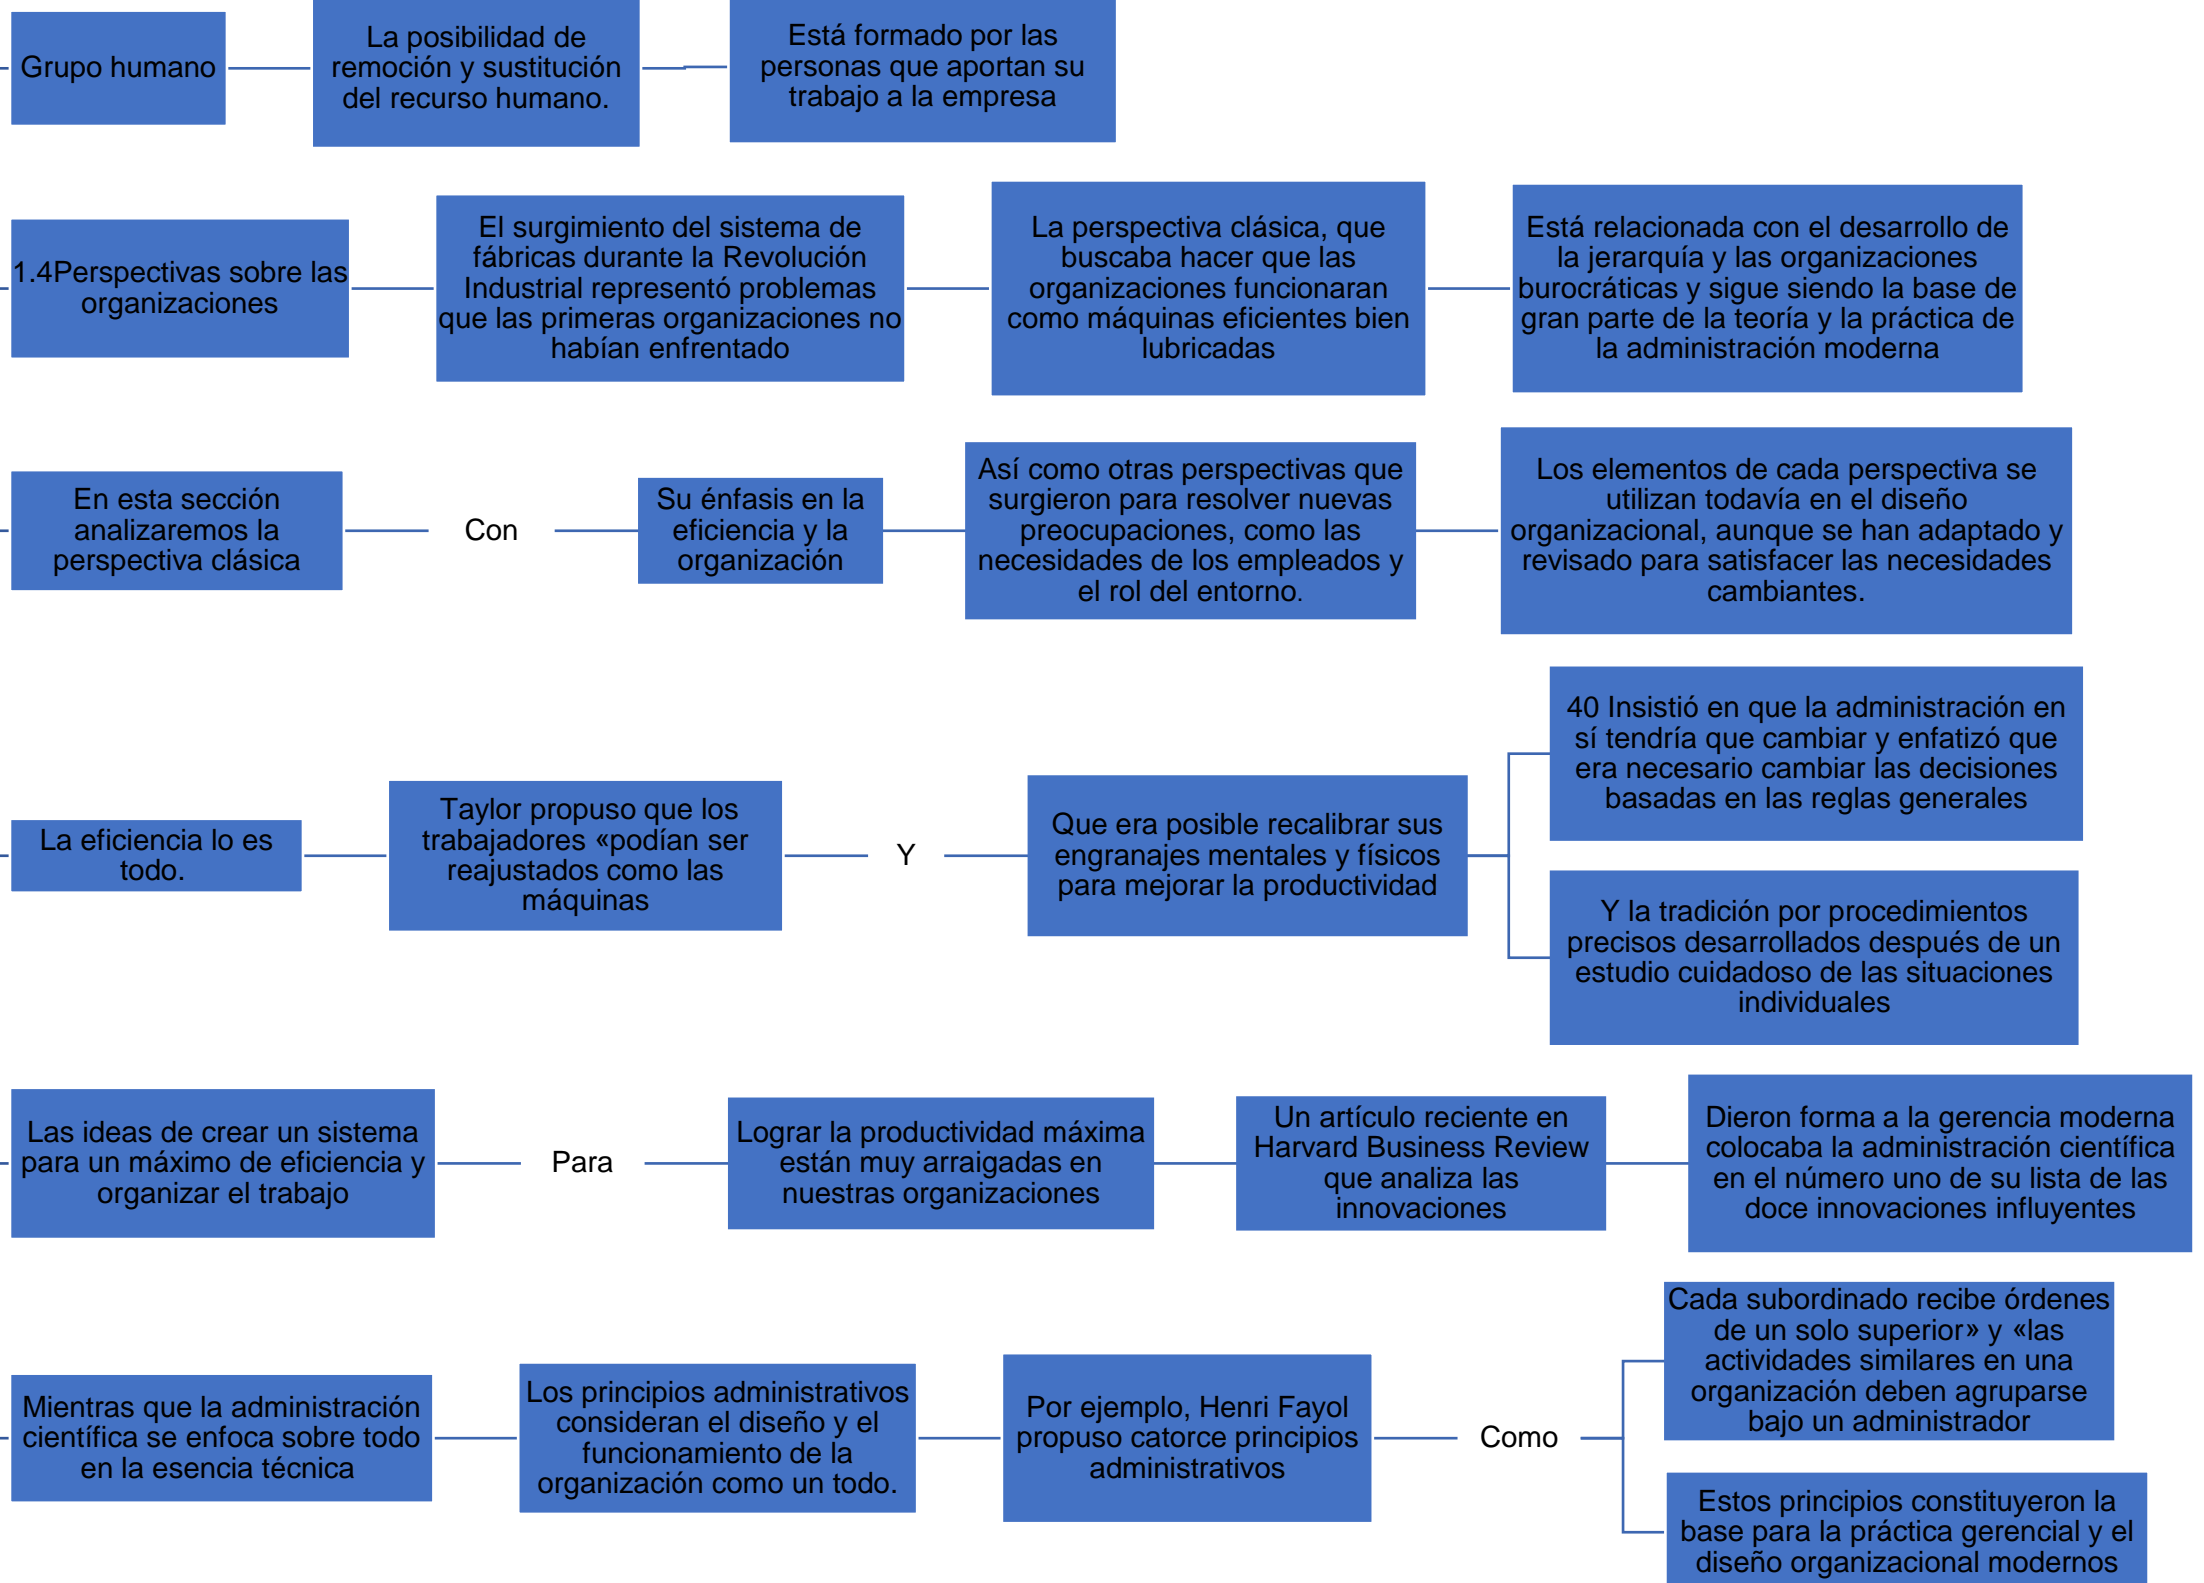 Grupo humano
La posibilidad de
remoción y sustitución
del recurso humano.
Está formado por las
personas que aportan su
trabajo a la empresa
1.4Perspectivas sobre las
organizaciones
El surgimiento del sistema de
fábricas durante la Revolución
Industrial representó problemas
que las primeras organizaciones no
habían enfrentado
La perspectiva clásica, que
buscaba hacer que las
organizaciones funcionaran
como máquinas eficientes bien
lubricadas
Está relacionada con el desarrollo de
la jerarquía y las organizaciones
burocráticas y sigue siendo la base de
gran parte de la teoría y la práctica de
la administración moderna
En esta sección
analizaremos la
perspectiva clásica
Con
Su énfasis en la
eficiencia y la
organización
Así como otras perspectivas que
surgieron para resolver nuevas
preocupaciones, como las
necesidades de los empleados y
el rol del entorno.
Los elementos de cada perspectiva se
utilizan todavía en el diseño
organizacional, aunque se han adaptado y
revisado para satisfacer las necesidades
cambiantes.
La eficiencia lo es
todo.
Taylor propuso que los
trabajadores «podían ser
reajustados como las
máquinas
Y
Que era posible recalibrar sus
engranajes mentales y físicos
para mejorar la productividad
40 Insistió en que la administración en
sí tendría que cambiar y enfatizó que
era necesario cambiar las decisiones
basadas en las reglas generales
Y la tradición por procedimientos
precisos desarrollados después de un
estudio cuidadoso de las situaciones
individuales
Las ideas de crear un sistema
para un máximo de eficiencia y
organizar el trabajo
Para
Lograr la productividad máxima
están muy arraigadas en
nuestras organizaciones
Un artículo reciente en
Harvard Business Review
que analiza las
innovaciones
Dieron forma a la gerencia moderna
colocaba la administración científica
en el número uno de su lista de las
doce innovaciones influyentes
Mientras que la administración
científica se enfoca sobre todo
en la esencia técnica
Los principios administrativos
consideran el diseño y el
funcionamiento de la
organización como un todo.
Por ejemplo, Henri Fayol
propuso catorce principios
administrativos
Como
Cada subordinado recibe órdenes
de un solo superior» y «las
actividades similares en una
organización deben agruparse
bajo un administrador
Estos principios constituyeron la
base para la práctica gerencial y el
diseño organizacional modernos